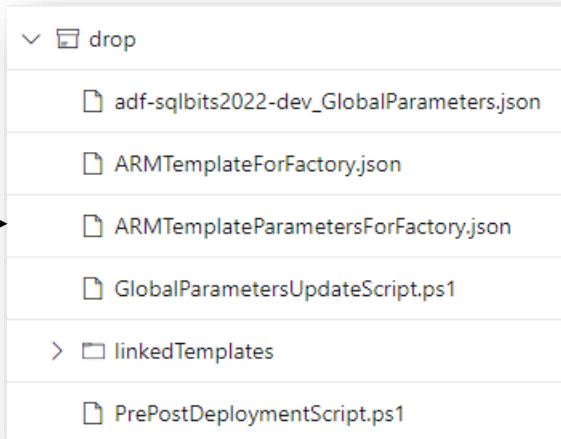 drop
adf-sqlbits2022-dev_GlobalParameters.json
ARMTemplateForFactory.json
ARMTemplateParametersForFactory.json
GlobalParametersUpdateScript.ps1
linkedTemplates
PrePostDeploymentScript.ps1